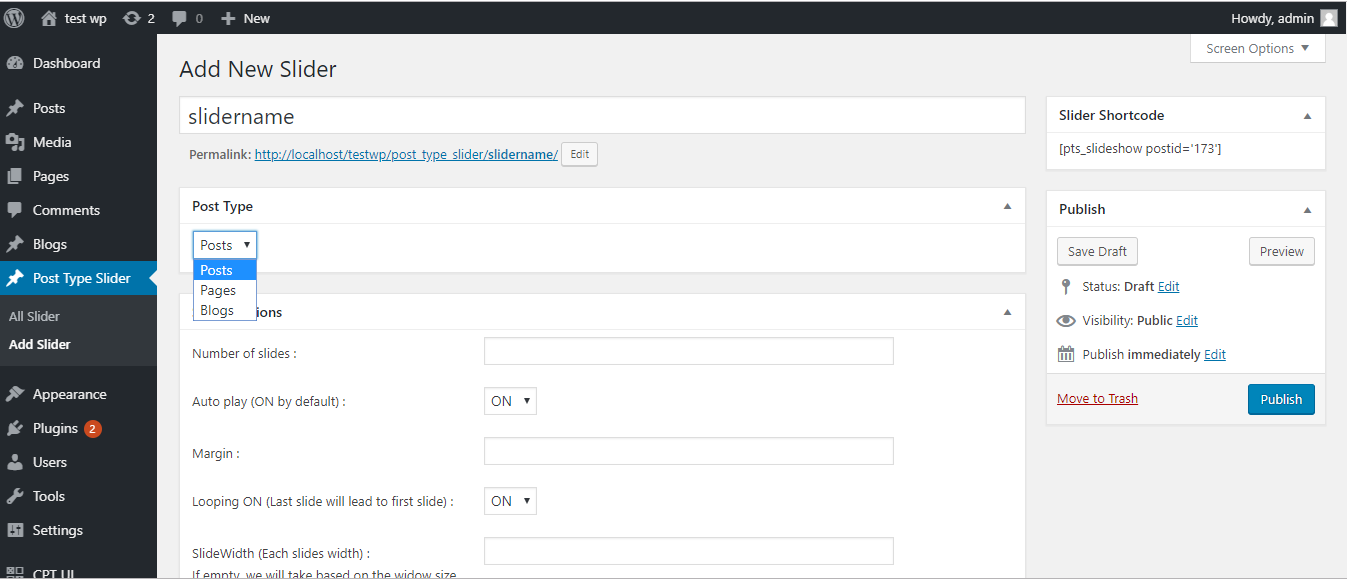 test wp 2 0 New Howdy, admin
Screen Options ▼
Dashboard
Posts
Media
Pages
Comments
Blogs
Post Type Slider
All Slider
Add Slider
Appearance
Plugins 2
Users
Tools
Settings
CPT UI
Add New Slider
slidername
Permalink: http://localhost/testwp/post_type_slider/slidername/ Edit
Post Type
Posts
Posts
Pages
Blogs
Number of slides :
Auto play (ON by default) : ON
Margin :
Looping ON (Last slide will lead to first slide) : ON
SlideWidth (Each slides width) :
If empty, we will take based on the widow size
Slider Shortcode
[pts_slideshow postid='173']
Publish
Save Draft Preview
Status: Draft Edit
Visibility: Public Edit
Publish immediately Edit
Move to Trash Publish